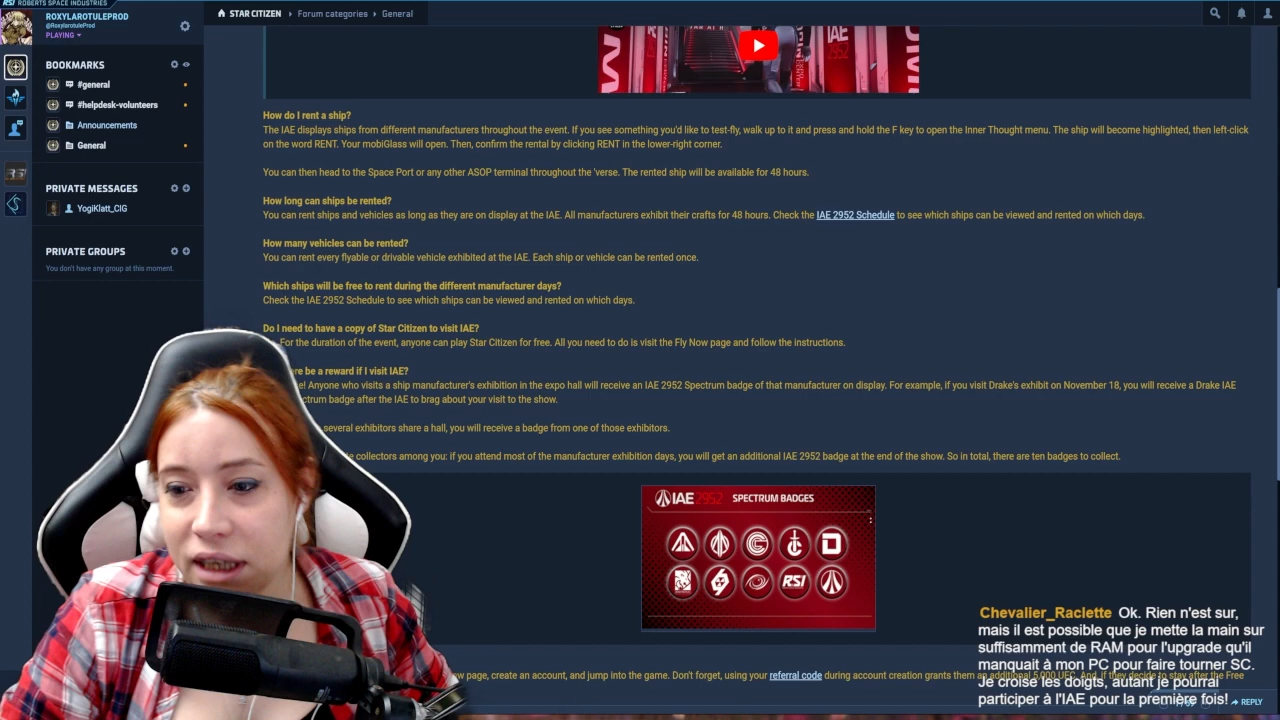 RSI ROBERTS SPACE INDUSTRIES
ROXYLAROTULEPROD
@RoxylarotuleProd
PLAYING
STAR CITIZEN Forum categories General
BOOKMARKS
#general
#helpdesk-volunteers
Announcements
General
PRIVATE MESSAGES
YogiKlatt_CIG
PRIVATE GROUPS
You don't have any group at this moment.
IAE
2952
How do I rent a ship?
The IAE displays ships from different manufacturers throughout the event. If you see something you'd like to test-fly, walk up to it and press and hold the F key to open the Inner Thought menu. The ship will become highlighted, then left-click
on the word RENT. Your mobiGlass will open. Then, confirm the rental by clicking RENT in the lower-right corner.
You can then head to the Space Port or any other ASOP terminal throughout the 'verse. The rented ship will be available for 48 hours.
How long can ships be rented?
You can rent ships and vehicles as long as they are on display at the IAE. All manufacturers exhibit their crafts for 48 hours. Check the IAE 2952 Schedule to see which ships can be viewed and rented on which days.
How many vehicles can be rented?
You can rent every flyable or drivable vehicle exhibited at the IAE. Each ship or vehicle can be rented once.
Which ships will be free to rent during the different manufacturer days?
Check the IAE 2952 Schedule to see which ships can be viewed and rented on which days.
Do I need to have a copy of Star Citizen to visit IAE?
For the duration of the event, anyone can play Star Citizen for free. All you need to do is visit the Fly Now page and follow the instructions.
be a reward if I visit IAE?
Anyone who visits a ship manufacturer's exhibition in the expo hall will receive an IAE 2952 Spectrum badge of that manufacturer on display. For example, if you visit Drake's exhibit on November 18, you will receive a Drake IAE
badge after the IAE to brag about your visit to the show.
several exhibitors share a hall, you will receive a badge from one of those exhibitors.
collectors among you: if you attend most of the manufacturer exhibition days, you will get an additional IAE 2952 badge at the end of the show. So in total, there are ten badges to collect.
IAE 2952 SPECTRUM BADGES
RSI
page, create an account, and jump into the game. Don't forget, using your referral code during account creation grants them an additional 5,000 UEC. And, if they decide to stay after the Free
REPLY
Chevalier_Raclette Ok. Rien n'est sur,
mais il est possible que je mette la main sur
suffisamment de RAM pour l'upgrade qu'il
manquait à mon PC pour faire tourner SC.
Je croise les doigts, autant je pourrai
participer à l'IAE pour la première fois!